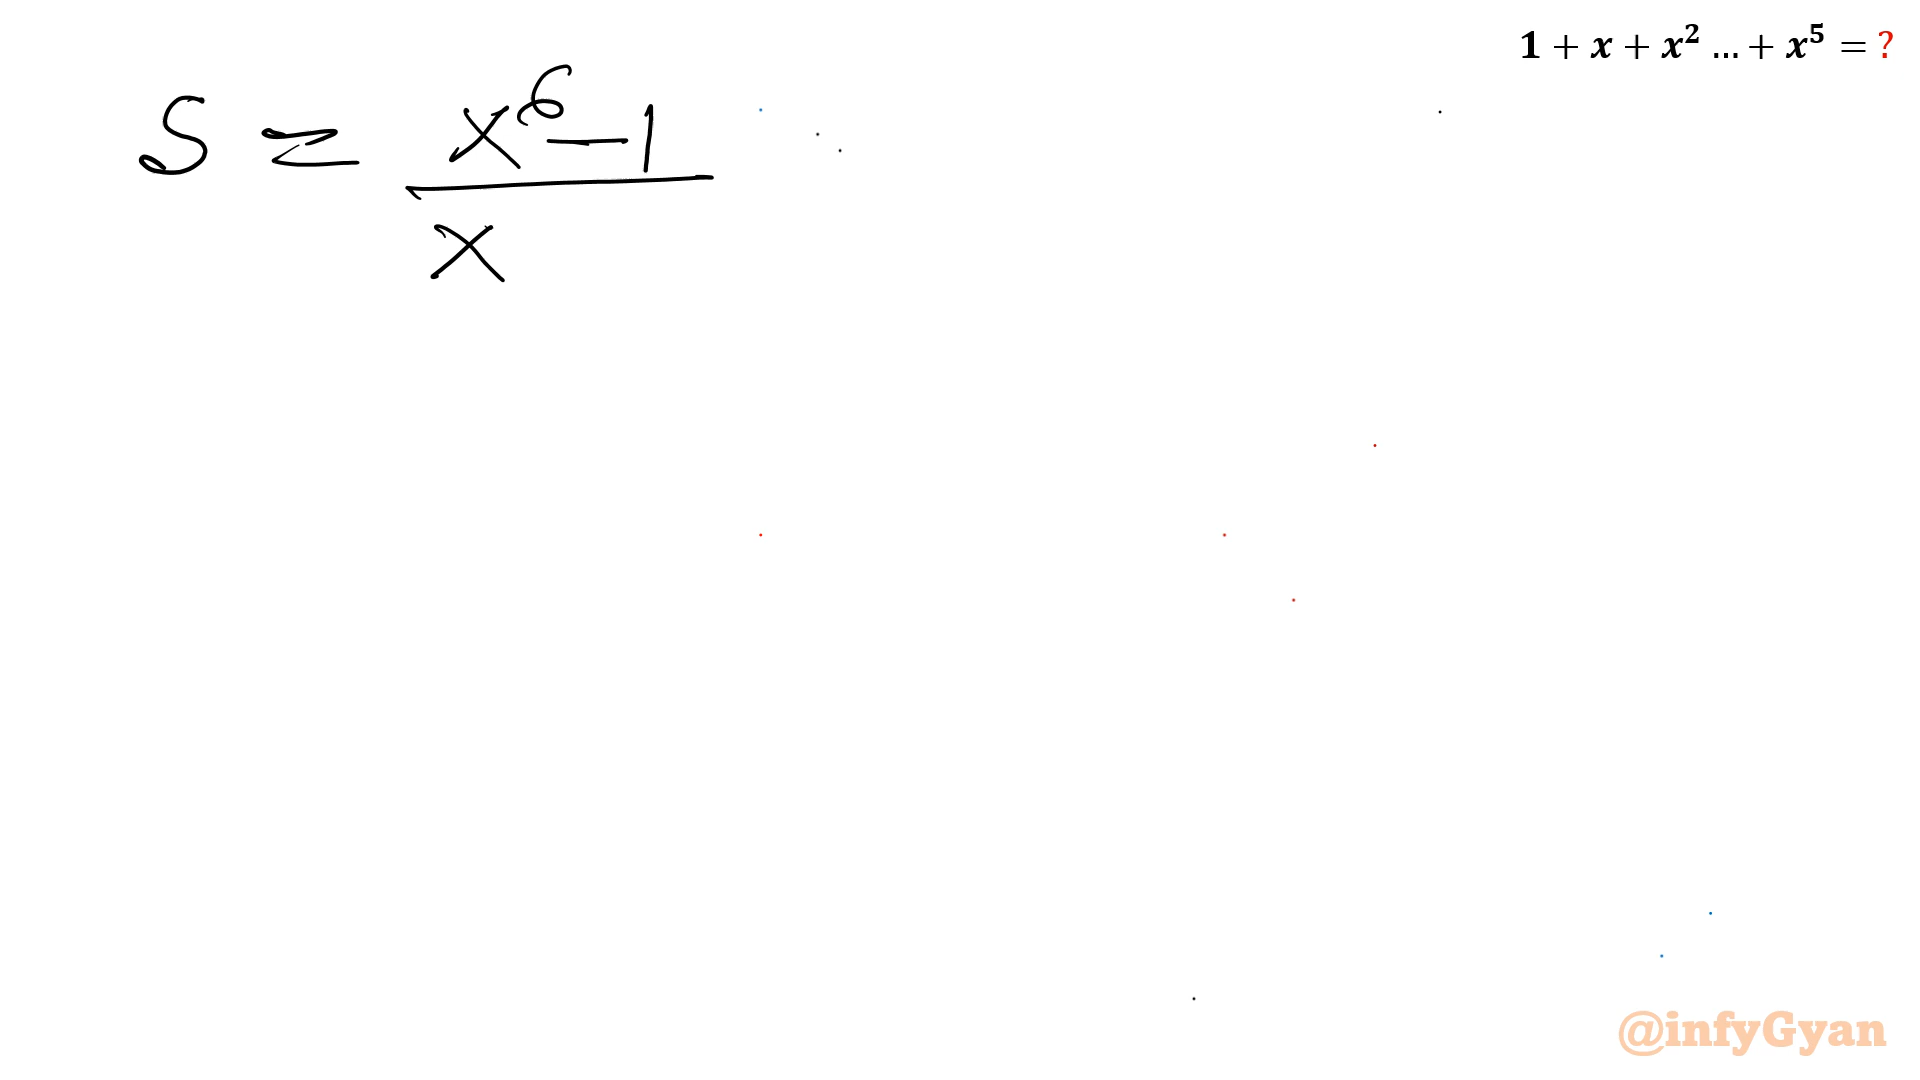 1 + x + x² ... + x⁵ = ?
S = x⁶ - 1
x
@infyGyan